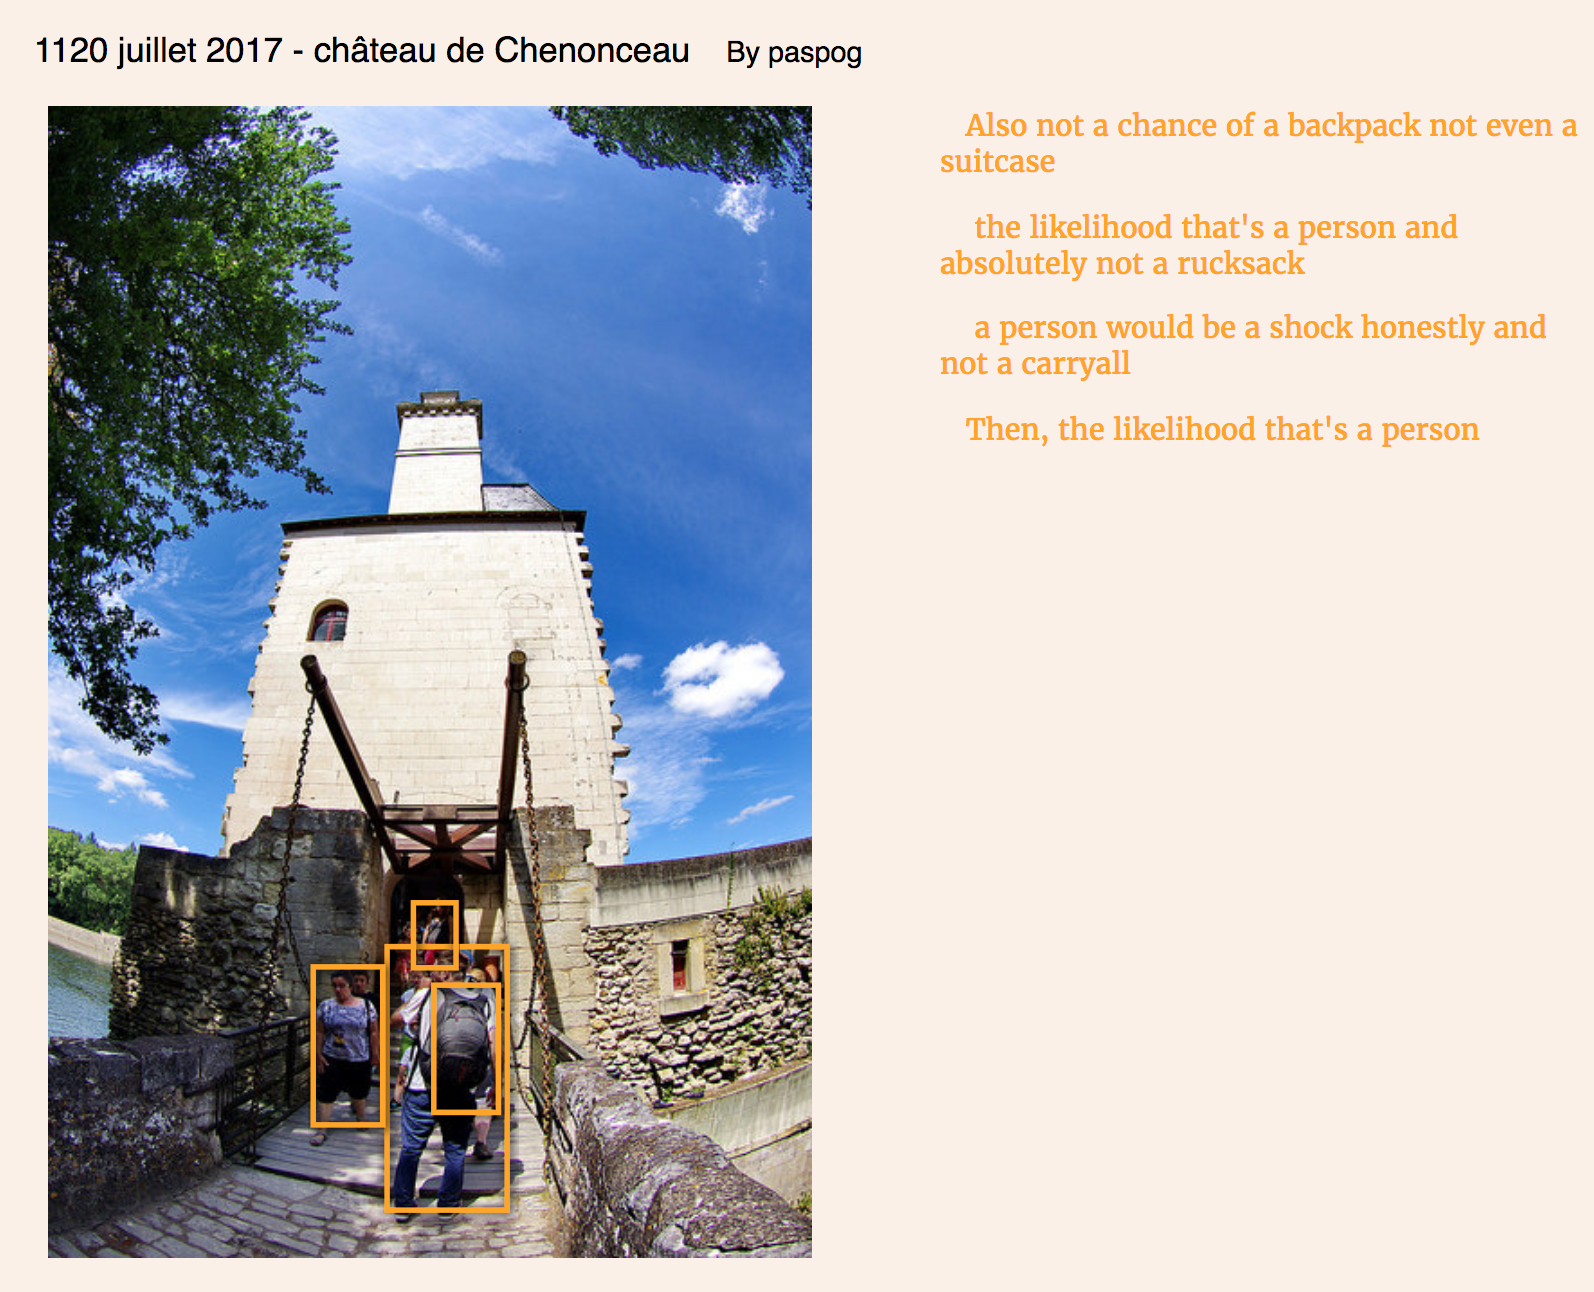 1120 juillet 2017 - château de Chenonceau By paspog
Also not a chance of a backpack not even a
suitcase
the likelihood that's a person and
absolutely not a rucksack
a person would be a shock honestly and
not a carryall
Then, the likelihood that's a person